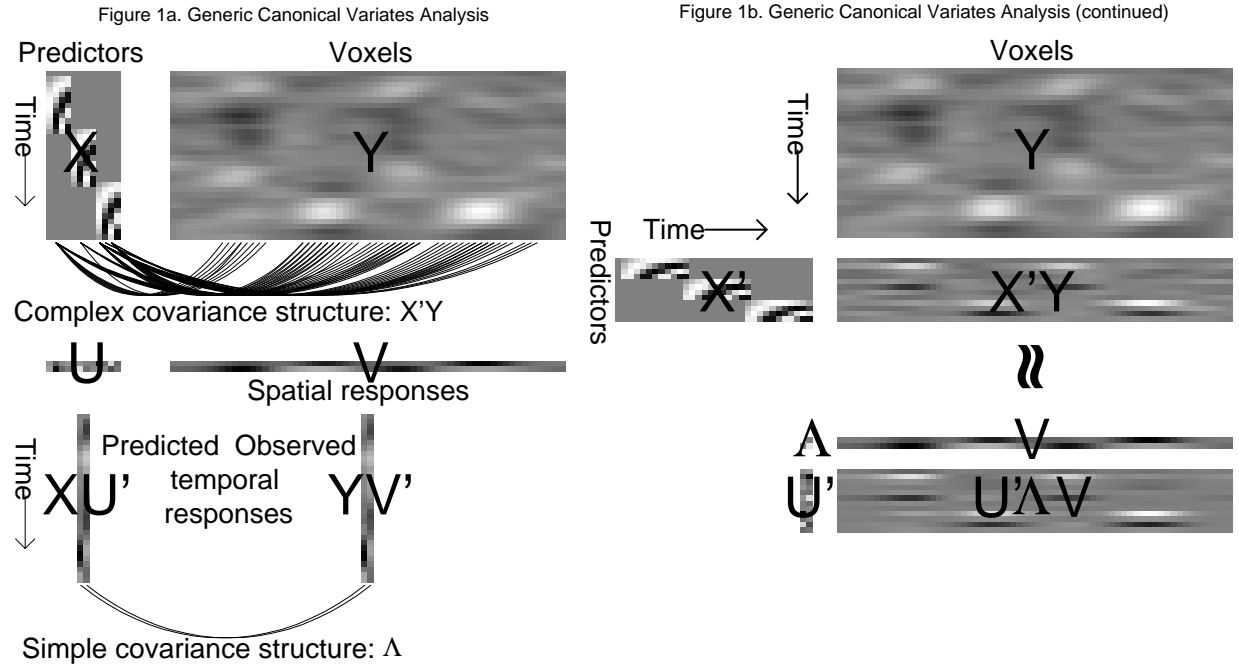 Figure 1a. Generic Canonical Variates Analysis
Predictors
Voxels
Time
X
Y
Complex covariance structure: X'Y
U
V
Spatial responses
Time
Predicted Observed
temporal
responses
XU'
YV'
Simple covariance structure: Λ
Figure 1b. Generic Canonical Variates Analysis (continued)
Voxels
Time
Y
Predictors
Time
X'
X'Y
≈
Λ
V
U'
U'ΛV